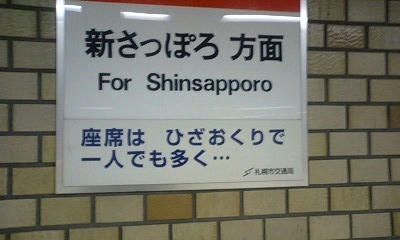 新さっぽろ 方面
For Shinsapporo
座席は ひざおくりで
一人でも多く…
札幌市交通局